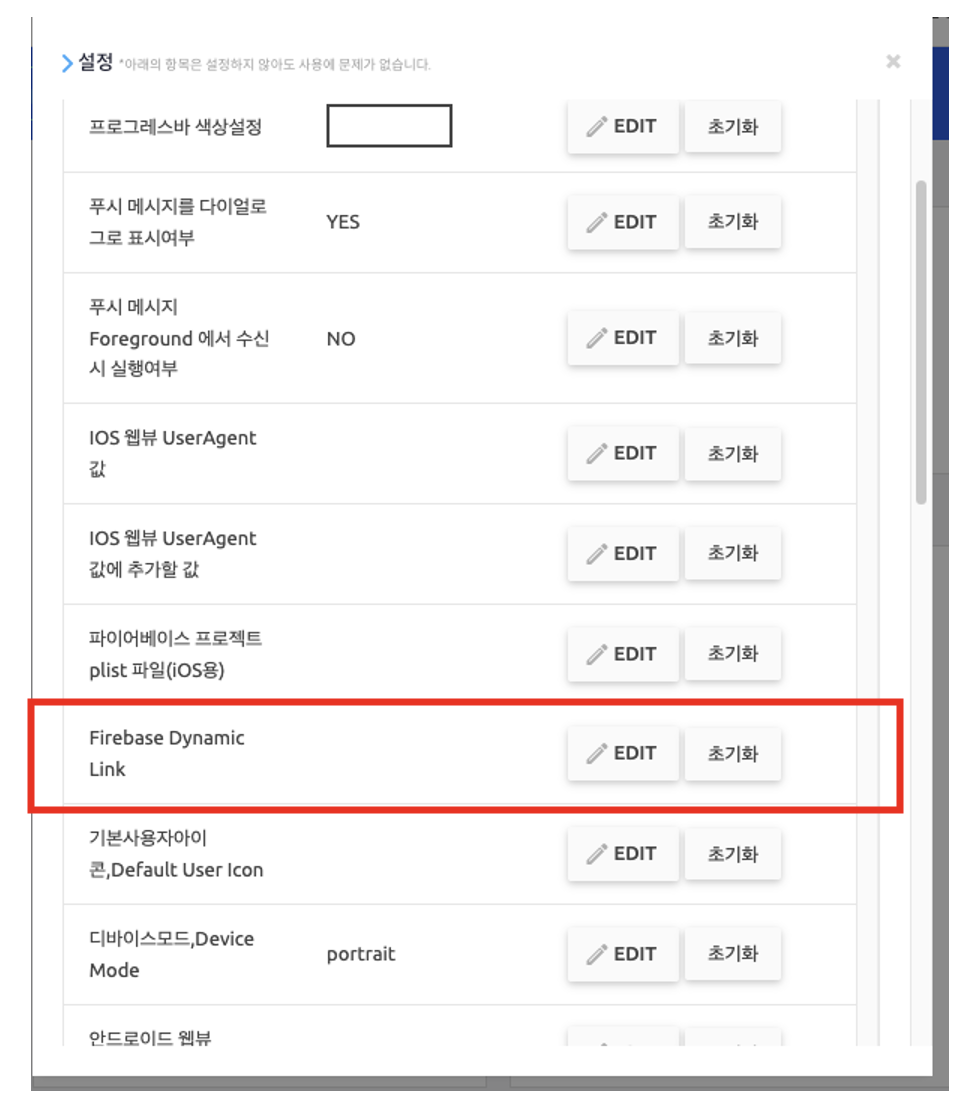 설정 *아래의 항목은 설정하지 않아도 사용에 문제가 없습니다.
프로그레스바 색상설정 EDIT 초기화
푸시 메시지를 다이얼로
그로 표시여부 YES EDIT 초기화
푸시 메시지
Foreground 에서 수신 NO EDIT 초기화
시 실행여부
IOS 웹뷰 UserAgent
값 EDIT 초기화
IOS 웹뷰 UserAgent
값에 추가할 값 EDIT 초기화
파이어베이스 프로젝트
plist 파일(iOS용) EDIT 초기화
Firebase Dynamic
Link EDIT 초기화
기본사용자아이
콘,Default User Icon EDIT 초기화
디바이스모드,Device
Mode portrait EDIT 초기화
안드로이드 웹뷰